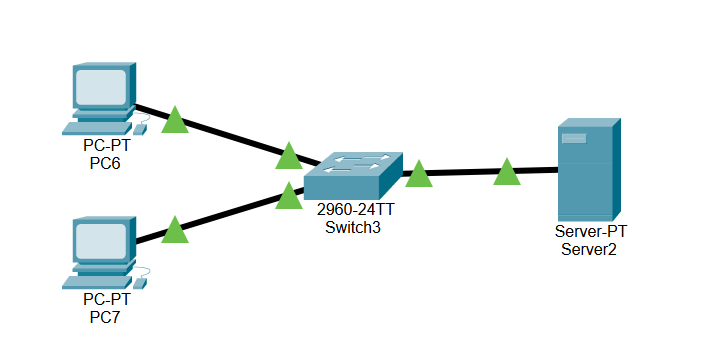 PC-PT
PC6
2960-24TT
Switch3
Server-PT
Server2
PC-PT
PC7